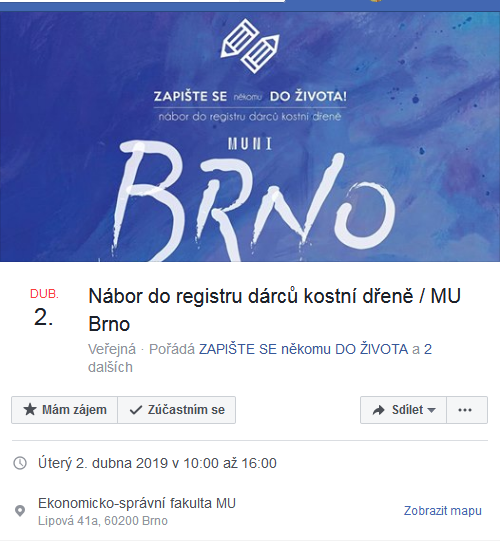 ZAPIŠTE SE někomu DO ŽIVOTA!
nábor do registru dárců kostní dřeně
MUNI
BRNO
DUB.
2.
Nábor do registru dárců kostní dřeně / MU
Brno
Veřejná · Pořádá ZAPIŠTE SE někomu DO ŽIVOTA a 2
dalších
Mám zájem
Zúčastním se
Sdílet
Úterý 2. dubna 2019 v 10:00 až 16:00
Ekonomicko-správní fakulta MU
Lipová 41a, 60200 Brno
Zobrazit mapu